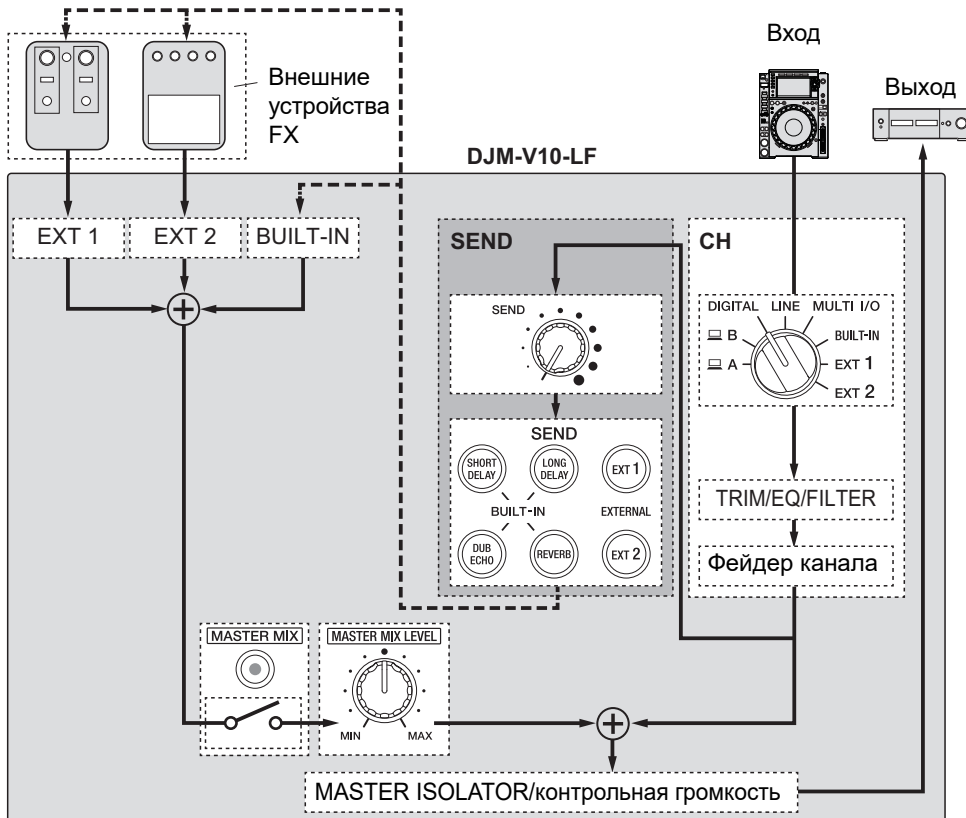 Вход
Внешние
устройства
FX
Выход
DJM-V10-LF
EXT 1
EXT 2
BUILT-IN
SEND
CH
SEND
DIGITAL
LINE
MULTI I/O
B
BUILT-IN
A
EXT 1
EXT 2
SEND
SHORT
DELAY
LONG
DELAY
EXT 1
BUILT-IN
EXTERNAL
DUB
ECHO
REVERB
EXT 2
TRIM/EQ/FILTER
Фейдер канала
MASTER MIX
MASTER MIX LEVEL
MIN
MAX
MASTER ISOLATOR/контрольная громкость